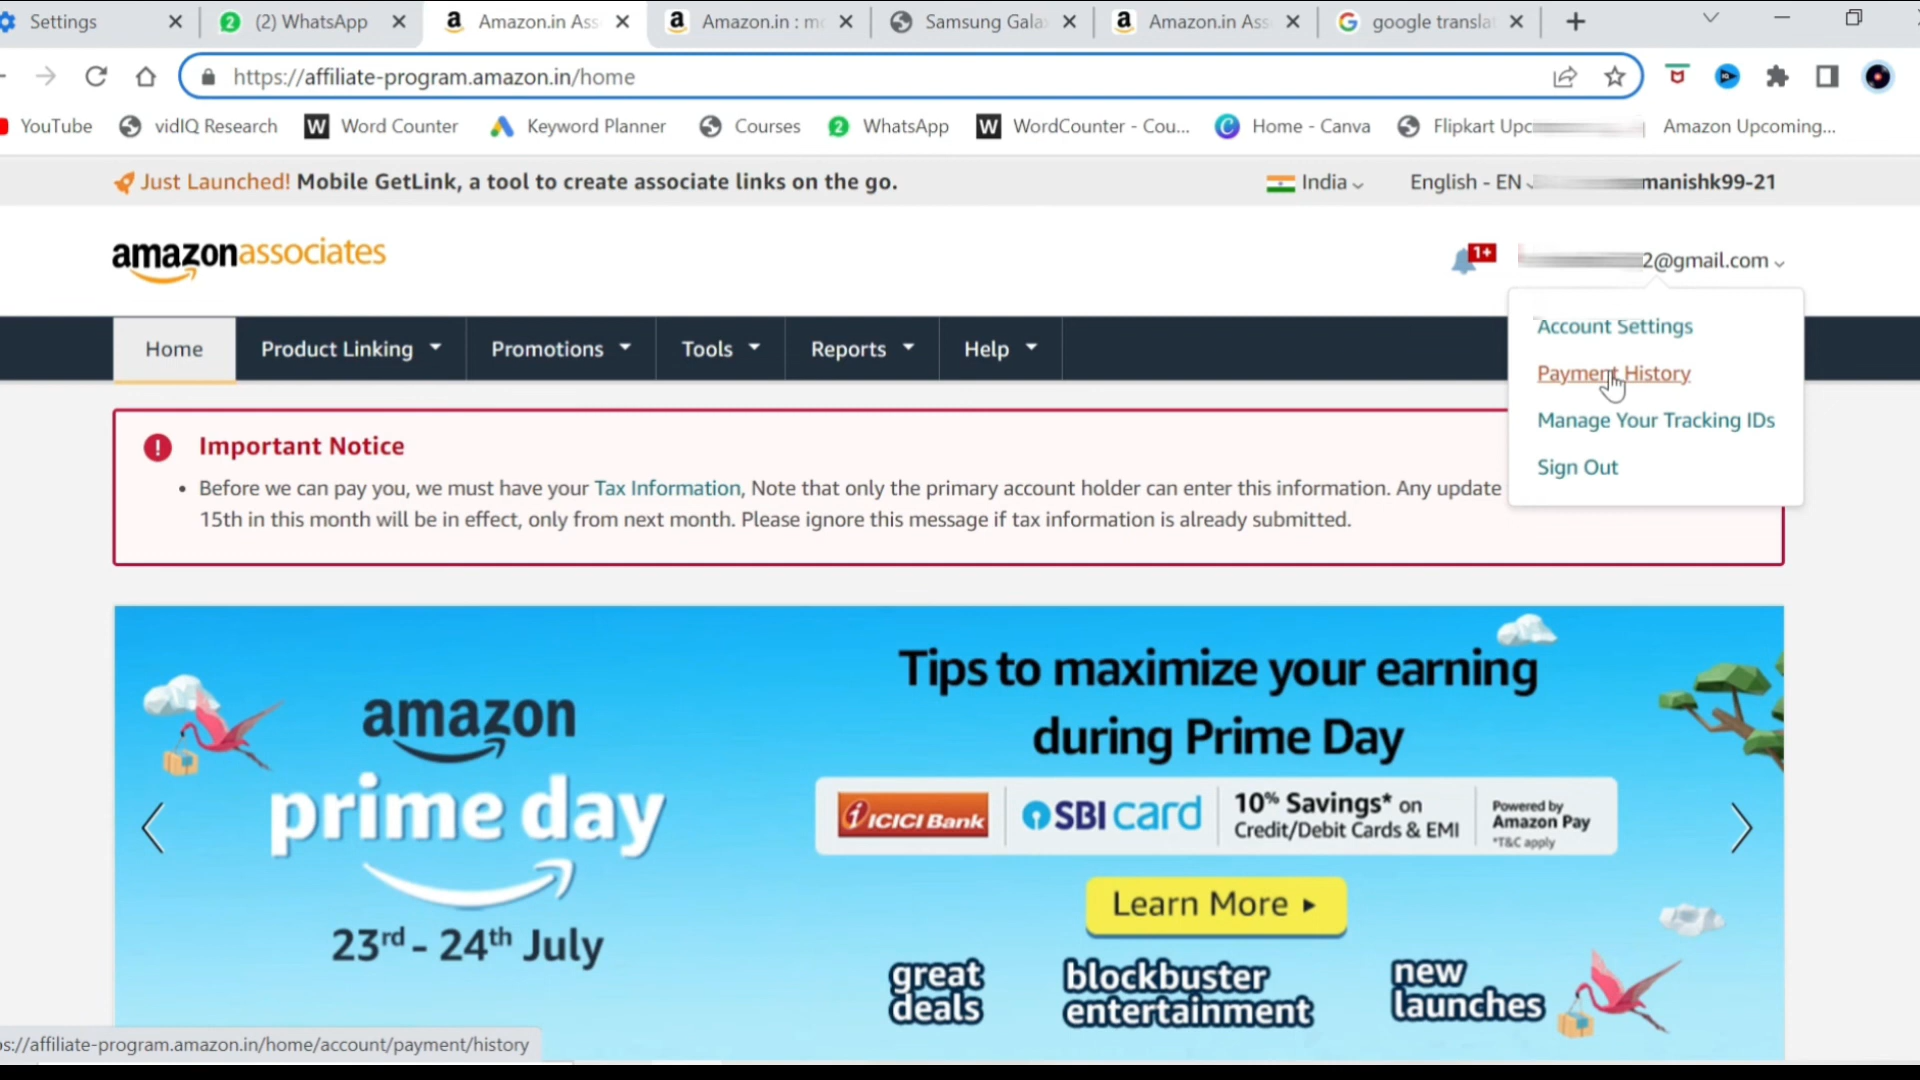 Settings
(2) WhatsApp
Amazon.in Ass
Amazon.in : mo
Samsung Gala
Amazon.in Ass
google translat
https://affiliate-program.amazon.in/home
YouTube
vidIQ Research
Word Counter
Keyword Planner
Courses
WhatsApp
WordCounter - Cou...
Home - Canva
Flipkart Upc
Amazon Upcoming...
Just Launched! Mobile GetLink, a tool to create associate links on the go.
India
English - EN
manishk99-21
amazonassociates
1+
2@gmail.com
Home
Product Linking
Promotions
Tools
Reports
Help
Account Settings
Payment History
Manage Your Tracking IDs
Sign Out
Important Notice
• Before we can pay you, we must have your Tax Information, Note that only the primary account holder can enter this information. Any update
15th in this month will be in effect, only from next month. Please ignore this message if tax information is already submitted.
amazon
prime day
23rd - 24th July
Tips to maximize your earning
during Prime Day
ICICI Bank
SBI card
10% Savings* on
Credit/Debit Cards & EMI
Powered by
Amazon Pay
*T&C apply
Learn More ▸
great
deals
blockbuster
entertainment
new
launches
s://affiliate-program.amazon.in/home/account/payment/history